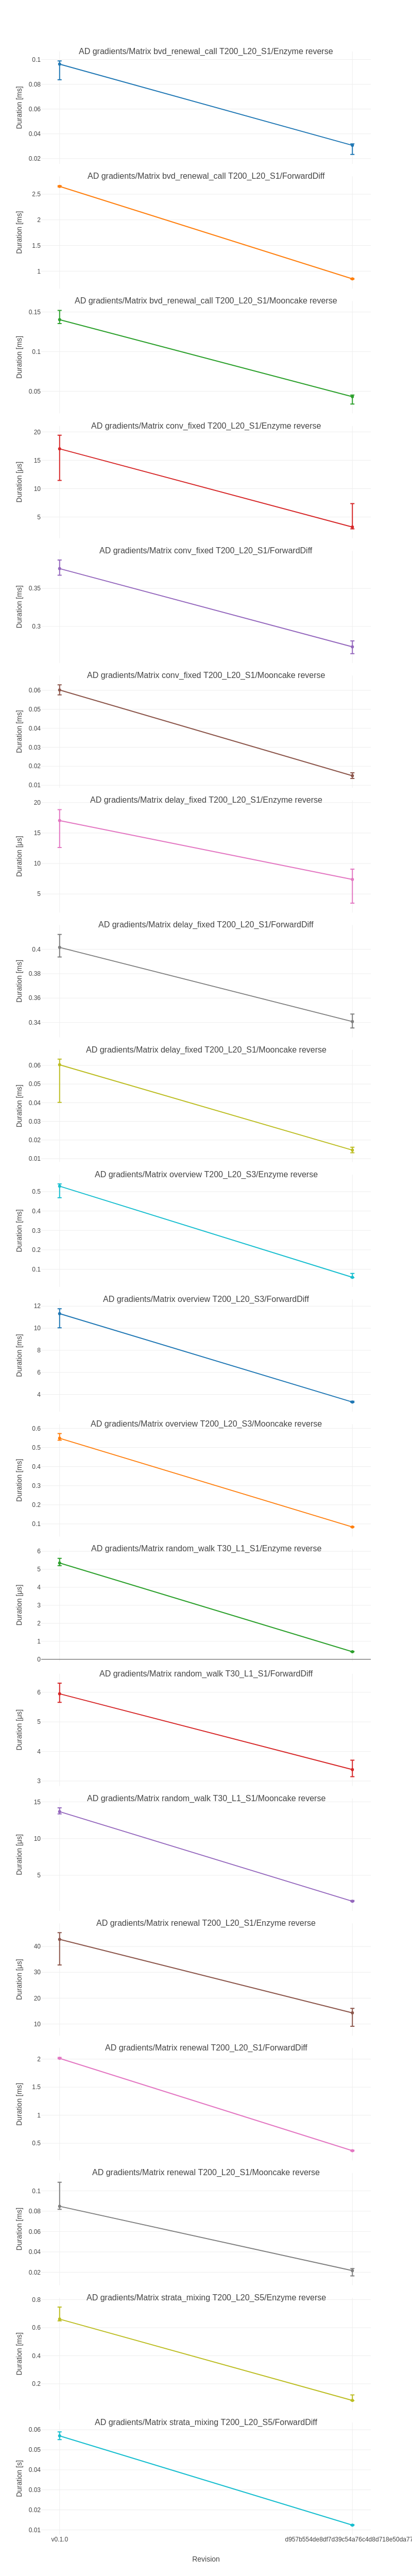 AD gradients/Matrix bvd_renewal_call T200_L20_S1/Enzyme reverse
Duration [ms]
0.1
0.08
0.06
0.04
0.02
AD gradients/Matrix bvd_renewal_call T200_L20_S1/ForwardDiff
Duration [ms]
2.5
2
1.5
1
AD gradients/Matrix bvd_renewal_call T200_L20_S1/Mooncake reverse
Duration [ms]
0.15
0.1
0.05
AD gradients/Matrix conv_fixed T200_L20_S1/Enzyme reverse
Duration [µs]
20
15
10
5
AD gradients/Matrix conv_fixed T200_L20_S1/ForwardDiff
Duration [ms]
0.35
0.3
AD gradients/Matrix conv_fixed T200_L20_S1/Mooncake reverse
Duration [ms]
0.06
0.05
0.04
0.03
0.02
0.01
AD gradients/Matrix delay_fixed T200_L20_S1/Enzyme reverse
Duration [µs]
20
15
10
5
AD gradients/Matrix delay_fixed T200_L20_S1/ForwardDiff
Duration [ms]
0.4
0.38
0.36
0.34
AD gradients/Matrix delay_fixed T200_L20_S1/Mooncake reverse
Duration [ms]
0.06
0.05
0.04
0.03
0.02
0.01
AD gradients/Matrix overview T200_L20_S3/Enzyme reverse
Duration [ms]
0.5
0.4
0.3
0.2
0.1
AD gradients/Matrix overview T200_L20_S3/ForwardDiff
Duration [ms]
12
10
8
6
4
AD gradients/Matrix overview T200_L20_S3/Mooncake reverse
Duration [ms]
0.6
0.5
0.4
0.3
0.2
0.1
AD gradients/Matrix random_walk T30_L1_S1/Enzyme reverse
Duration [µs]
6
5
4
3
2
1
0
AD gradients/Matrix random_walk T30_L1_S1/ForwardDiff
Duration [µs]
6
5
4
3
AD gradients/Matrix random_walk T30_L1_S1/Mooncake reverse
Duration [µs]
15
10
5
AD gradients/Matrix renewal T200_L20_S1/Enzyme reverse
Duration [µs]
40
30
20
10
AD gradients/Matrix renewal T200_L20_S1/ForwardDiff
Duration [ms]
2
1.5
1
0.5
AD gradients/Matrix renewal T200_L20_S1/Mooncake reverse
Duration [ms]
0.1
0.08
0.06
0.04
0.02
AD gradients/Matrix strata_mixing T200_L20_S5/Enzyme reverse
Duration [ms]
0.8
0.6
0.4
0.2
AD gradients/Matrix strata_mixing T200_L20_S5/ForwardDiff
Duration [s]
0.06
0.05
0.04
0.03
0.02
0.01
v0.1.0
d957b554de8df7d39c54a76c4d8d718e50da77
Revision